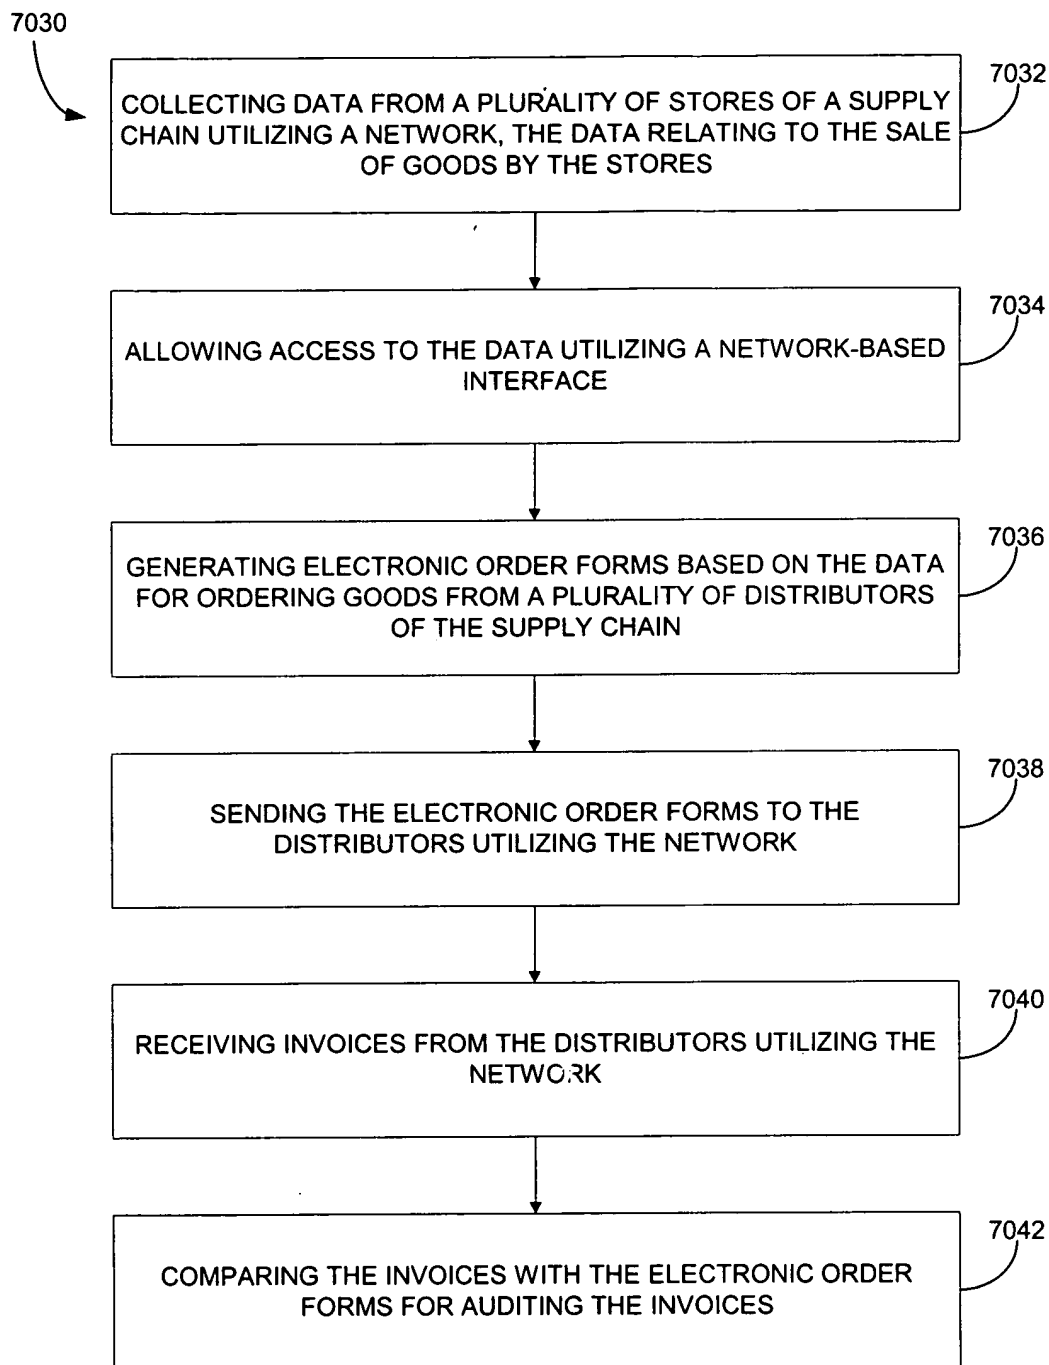 7030
7032
COLLECTING DATA FROM A PLURALITY OF STORES OF A SUPPLY
CHAIN UTILIZING A NETWORK, THE DATA RELATING TO THE SALE
OF GOODS BY THE STORES
7034
ALLOWING ACCESS TO THE DATA UTILIZING A NETWORK-BASED
INTERFACE
7036
GENERATING ELECTRONIC ORDER FORMS BASED ON THE DATA
FOR ORDERING GOODS FROM A PLURALITY OF DISTRIBUTORS
OF THE SUPPLY CHAIN
7038
SENDING THE ELECTRONIC ORDER FORMS TO THE
DISTRIBUTORS UTILIZING THE NETWORK
7040
RECEIVING INVOICES FROM THE DISTRIBUTORS UTILIZING THE
NETWORK
7042
COMPARING THE INVOICES WITH THE ELECTRONIC ORDER
FORMS FOR AUDITING THE INVOICES